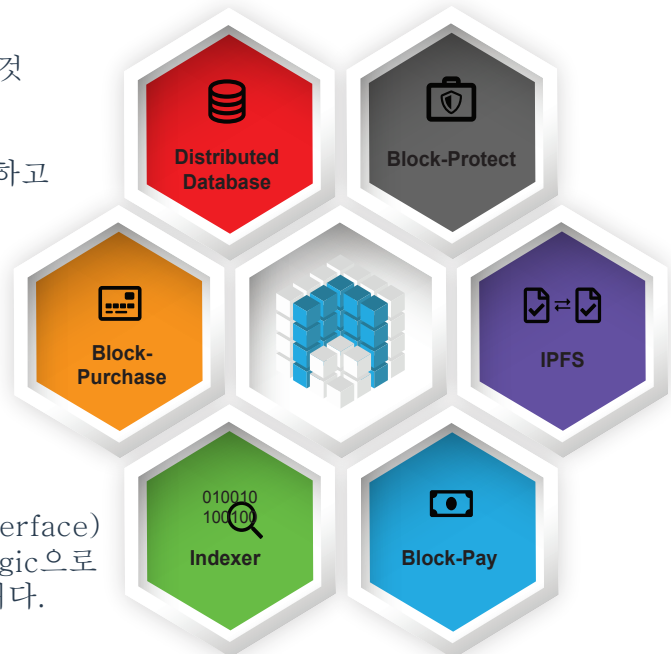 것
하고
erface)
gic으로
다.
Distributed
Database
Block-Protect
Block-
Purchase
IPFS
010010
100100
Indexer
Block-Pay